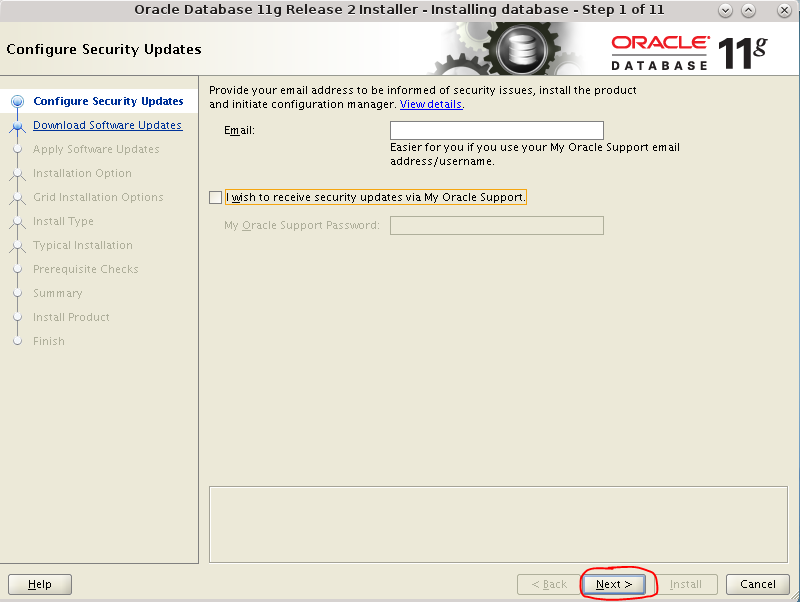 Oracle Database 11g Release 2 Installer - Installing database - Step 1 of 11
Configure Security Updates
ORACLE
DATABASE
11g
Configure Security Updates
Download Software Updates
Apply Software Updates
Installation Option
Grid Installation Options
Install Type
Typical Installation
Prerequisite Checks
Summary
Install Product
Finish
Provide your email address to be informed of security issues, install the product
and initiate configuration manager. View details.
Email:
Easier for you if you use your My Oracle Support email
address/username.
I wish to receive security updates via My Oracle Support.
My Oracle Support Password:
Help
< Back
Next >
Install
Cancel